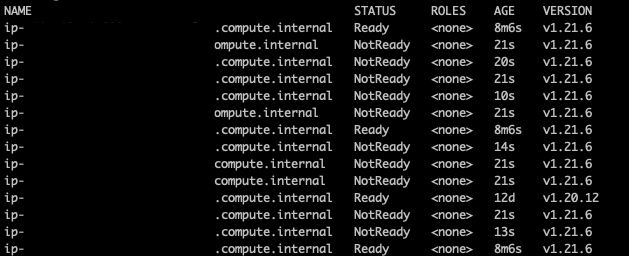 NAME STATUS ROLES AGE VERSION
ip- .compute.internal Ready <none> 8m6s v1.21.6
ip- ompute.internal NotReady <none> 21s v1.21.6
ip- .compute.internal NotReady <none> 20s v1.21.6
ip- .compute.internal NotReady <none> 21s v1.21.6
ip- .compute.internal NotReady <none> 10s v1.21.6
ip- ompute.internal NotReady <none> 21s v1.21.6
ip- .compute.internal Ready <none> 8m6s v1.21.6
ip- .compute.internal NotReady <none> 14s v1.21.6
ip- compute.internal NotReady <none> 21s v1.21.6
ip- compute.internal NotReady <none> 21s v1.21.6
ip- .compute.internal Ready <none> 12d v1.20.12
ip- .compute.internal NotReady <none> 21s v1.21.6
ip- .compute.internal NotReady <none> 13s v1.21.6
ip- .compute.internal Ready <none> 8m6s v1.21.6